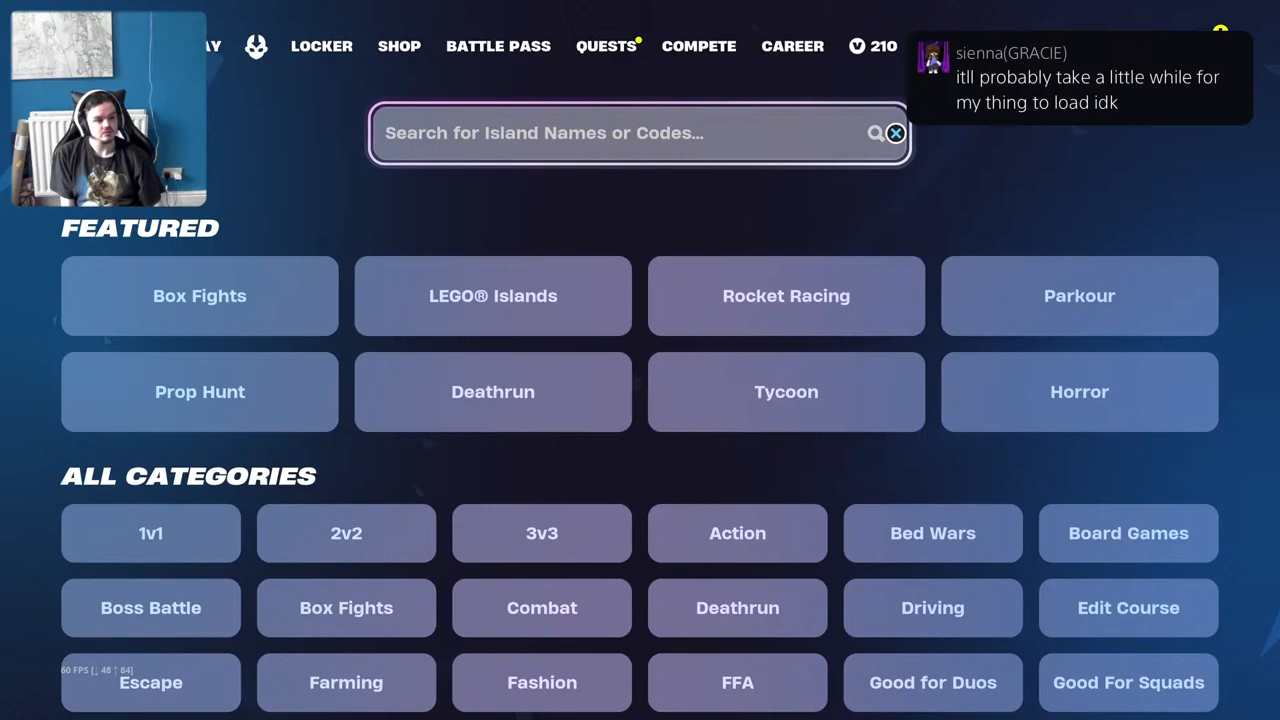 AY LOCKER SHOP BATTLE PASS QUESTS COMPETE CAREER V 210
sienna(GRACIE)
itll probably take a little while for
my thing to load idk
Search for Island Names or Codes...
FEATURED
Box Fights LEGO® Islands Rocket Racing Parkour
Prop Hunt Deathrun Tycoon Horror
ALL CATEGORIES
1v1 2v2 3v3 Action Bed Wars Board Games
Boss Battle Box Fights Combat Deathrun Driving Edit Course
60 FPS [↓ 48 ↑ 84]
Escape Farming Fashion FFA Good for Duos Good For Squads